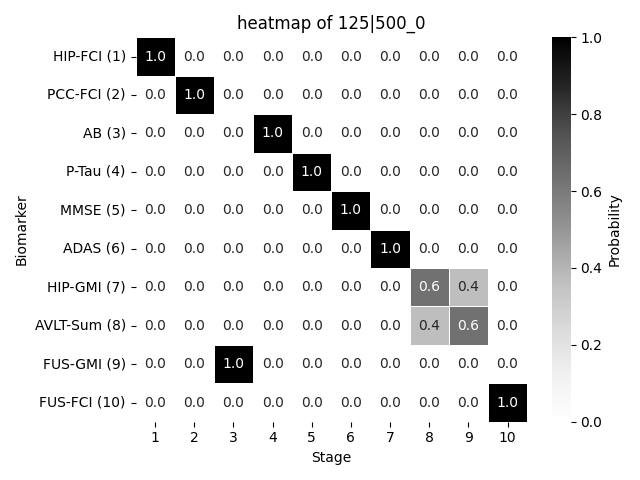 heatmap of 125|500_0
HIP-FCI (1) 1.0 0.0 0.0 0.0 0.0 0.0 0.0 0.0 0.0 0.0
PCC-FCI (2) 0.0 1.0 0.0 0.0 0.0 0.0 0.0 0.0 0.0 0.0
AB (3) 0.0 0.0 0.0 1.0 0.0 0.0 0.0 0.0 0.0 0.0
P-Tau (4) 0.0 0.0 0.0 0.0 1.0 0.0 0.0 0.0 0.0 0.0
MMSE (5) 0.0 0.0 0.0 0.0 0.0 1.0 0.0 0.0 0.0 0.0
ADAS (6) 0.0 0.0 0.0 0.0 0.0 0.0 1.0 0.0 0.0 0.0
HIP-GMI (7) 0.0 0.0 0.0 0.0 0.0 0.0 0.0 0.6 0.4 0.0
AVLT-Sum (8) 0.0 0.0 0.0 0.0 0.0 0.0 0.0 0.4 0.6 0.0
FUS-GMI (9) 0.0 0.0 1.0 0.0 0.0 0.0 0.0 0.0 0.0 0.0
FUS-FCI (10) 0.0 0.0 0.0 0.0 0.0 0.0 0.0 0.0 0.0 1.0
1 2 3 4 5 6 7 8 9 10
Stage
Biomarker
1.0
0.8
0.6
0.4
0.2
0.0
Probability